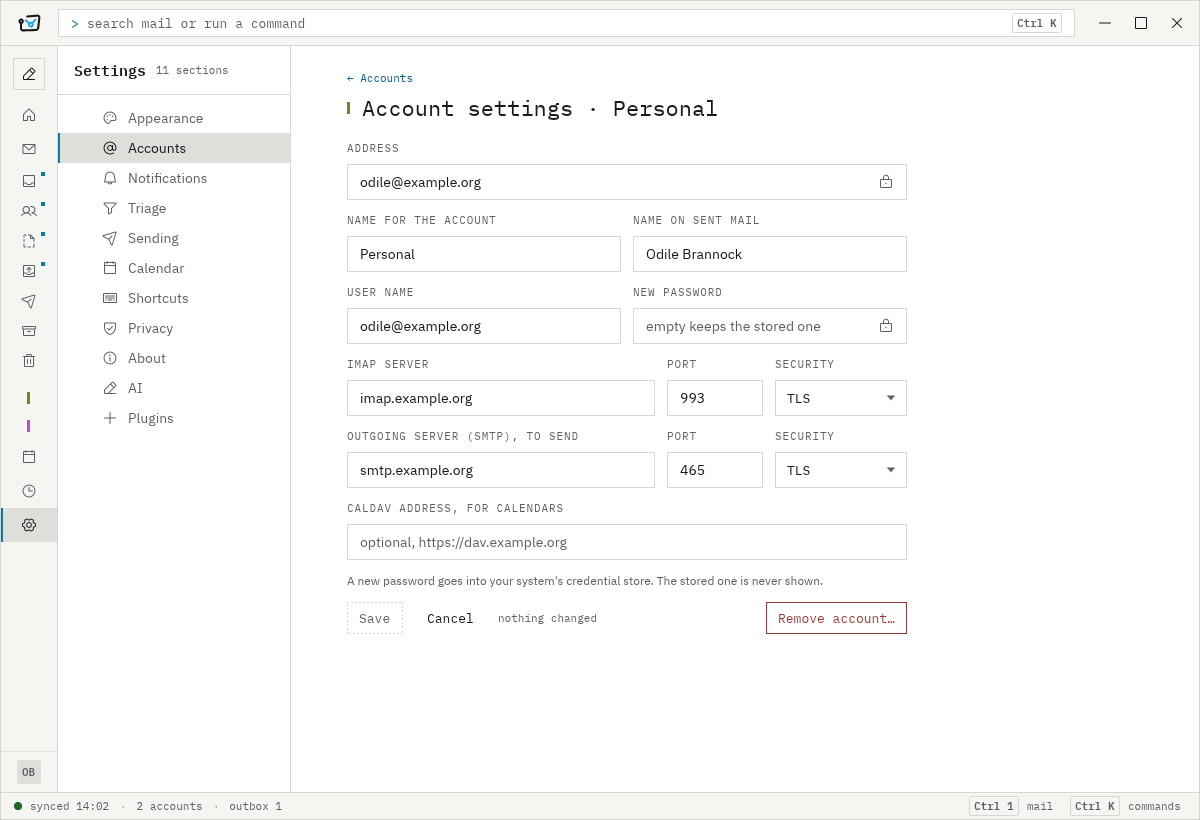 > search mail or run a command Ctrl K
Settings 11 sections
Appearance
Accounts
Notifications
Triage
Sending
Calendar
Shortcuts
Privacy
About
AI
Plugins
← Accounts
Account settings · Personal
ADDRESS
odile@example.org
NAME FOR THE ACCOUNT NAME ON SENT MAIL
Personal Odile Brannock
USER NAME NEW PASSWORD
odile@example.org empty keeps the stored one
IMAP SERVER PORT SECURITY
imap.example.org 993 TLS
OUTGOING SERVER (SMTP), TO SEND PORT SECURITY
smtp.example.org 465 TLS
CALDAV ADDRESS, FOR CALENDARS
optional, https://dav.example.org
A new password goes into your system's credential store. The stored one is never shown.
Save Cancel nothing changed Remove account…
OB
synced 14:02 · 2 accounts · outbox 1 Ctrl 1 mail Ctrl K commands